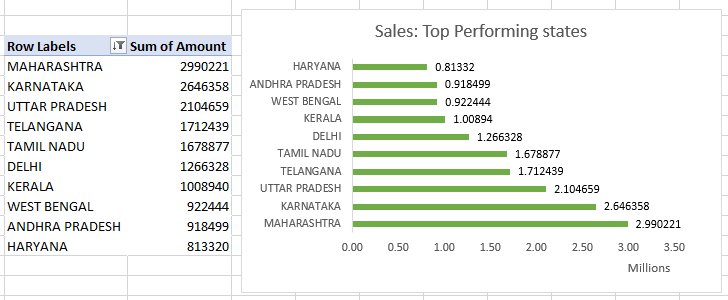 Row Labels Sum of Amount
MAHARASHTRA 2990221
KARNATAKA 2646358
UTTAR PRADESH 2104659
TELANGANA 1712439
TAMIL NADU 1678877
DELHI 1266328
KERALA 1008940
WEST BENGAL 922444
ANDHRA PRADESH 918499
HARYANA 813320
Sales: Top Performing states
HARYANA 0.81332
ANDHRA PRADESH 0.918499
WEST BENGAL 0.922444
KERALA 1.00894
DELHI 1.266328
TAMIL NADU 1.678877
TELANGANA 1.712439
UTTAR PRADESH 2.104659
KARNATAKA 2.646358
MAHARASHTRA 2.990221
0.00 0.50 1.00 1.50 2.00 2.50 3.00 3.50
Millions